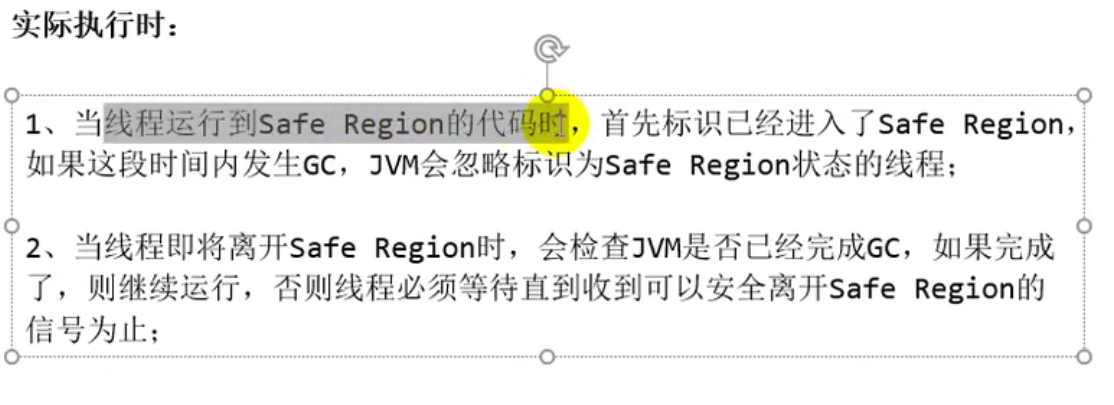 实际执行时：
1、当线程运行到Safe Region的代码时，首先标识已经进入了Safe Region，
如果这段时间内发生GC，JVM会忽略标识为Safe Region状态的线程；
2、当线程即将离开Safe Region时，会检查JVM是否已经完成GC，如果完成
了，则继续运行，否则线程必须等待直到收到可以安全离开Safe Region的
信号为止；